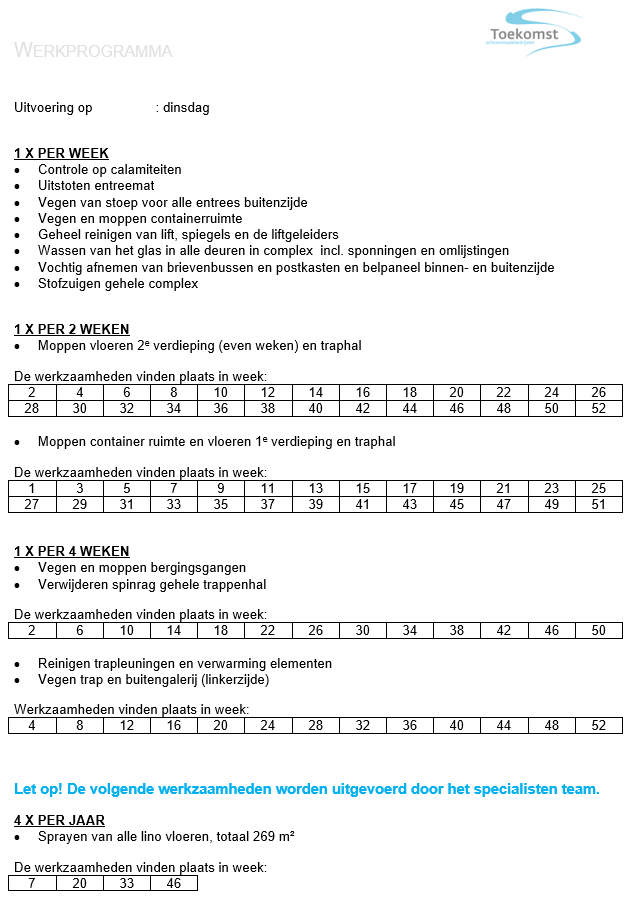 Toekomst
WERKPROGRAMMA
Uitvoering op : dinsdag
1 X PER WEEK
• Controle op calamiteiten
• Uitstoten entreemat
• Vegen van stoep voor alle entrees buitenzijde
• Vegen en moppen containerruimte
• Geheel reinigen van lift, spiegels en de liftgeleiders
• Wassen van het glas in alle deuren in complex incl. sponningen en omlijstingen
• Vochtig afnemen van brievenbussen en postkasten en belpaneel binnen- en buitenzijde
• Stofzuigen gehele complex
1 X PER 2 WEKEN
• Moppen vloeren 2e verdieping (even weken) en traphal
De werkzaamheden vinden plaats in week:
2 4 6 8 10 12 14 16 18 20 22 24 26
28 30 32 34 36 38 40 42 44 46 48 50 52
• Moppen container ruimte en vloeren 1e verdieping en traphal
De werkzaamheden vinden plaats in week:
1 3 5 7 9 11 13 15 17 19 21 23 25
27 29 31 33 35 37 39 41 43 45 47 49 51
1 X PER 4 WEKEN
• Vegen en moppen bergingsgangen
• Verwijderen spinrag gehele trappenhal
De werkzaamheden vinden plaats in week:
2 6 10 14 18 22 26 30 34 38 42 46 50
• Reinigen trapleuningen en verwarming elementen
• Vegen trap en buitengalerij (linkerzijde)
Werkzaamheden vinden plaats in week:
4 8 12 16 20 24 28 32 36 40 44 48 52
Let op! De volgende werkzaamheden worden uitgevoerd door het specialisten team.
4 X PER JAAR
• Sprayen van alle lino vloeren, totaal 269 m²
De werkzaamheden vinden plaats in week:
7 20 33 46